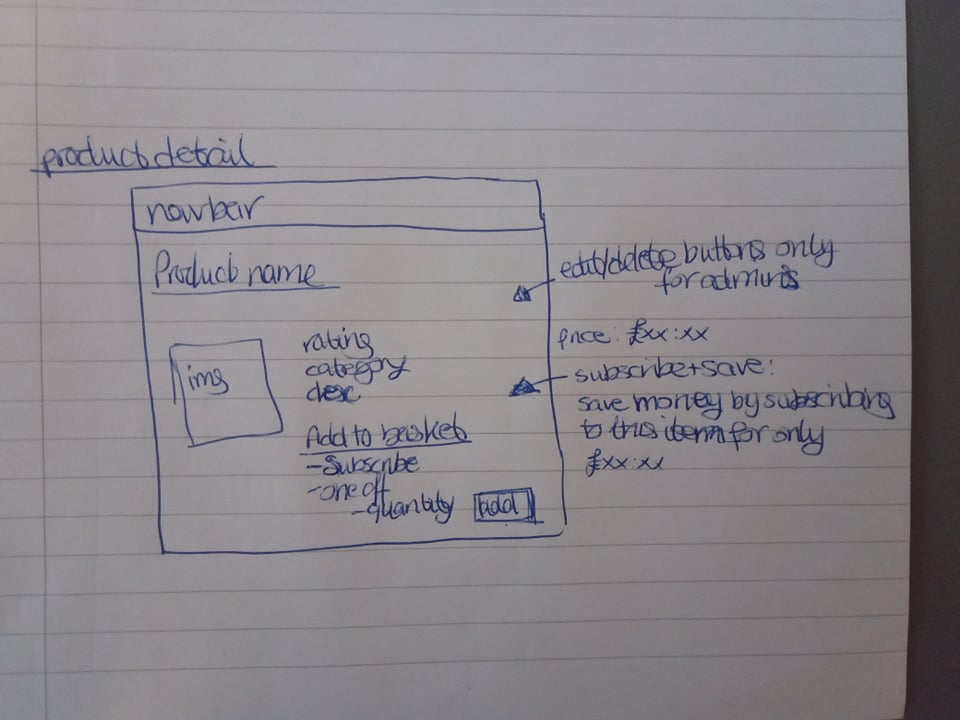 product detail
navbar
Product name
edit/delete buttons only
for admins
img
rating
category
desc
price: £xx:xx
subscribe+save:
save money by subscribing
to this item for only
£xx:xx
Add to basket
-Subscribe
-one off
-quantity add